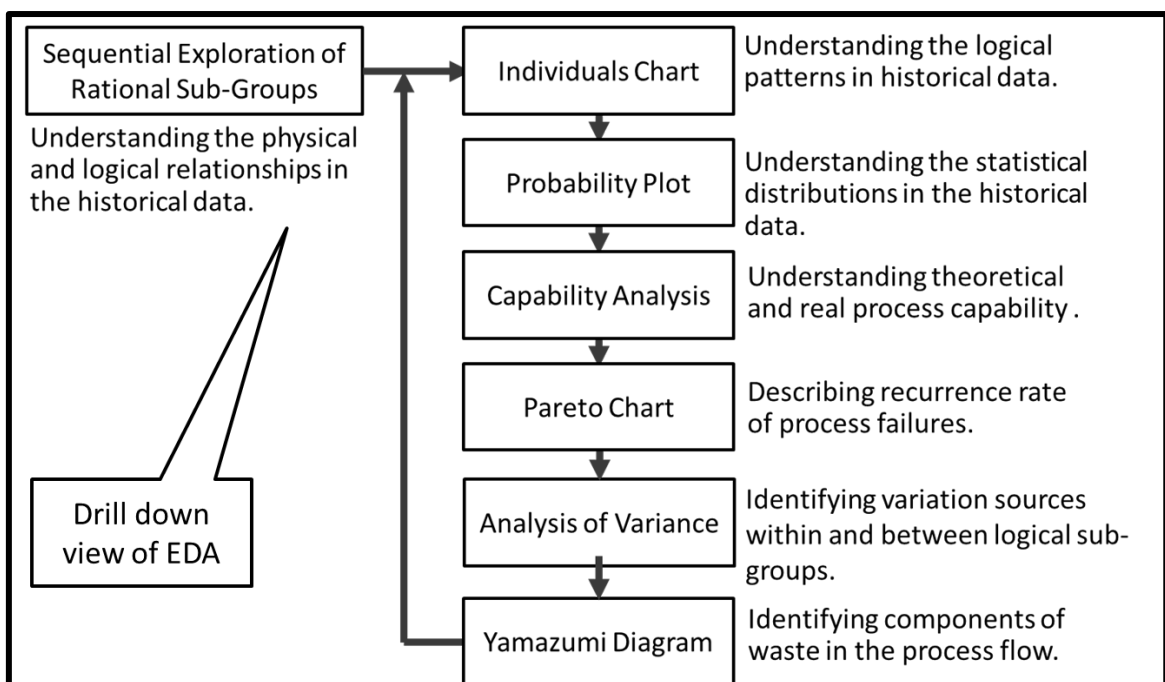 Sequential Exploration of
Rational Sub-Groups
Understanding the physical
and logical relationships in
the historical data.
Drill down
view of EDA
Individuals Chart
Understanding the logical
patterns in historical data.
Probability Plot
Understanding the statistical
distributions in the historical
data.
Capability Analysis
Understanding theoretical
and real process capability .
Pareto Chart
Describing recurrence rate
of process failures.
Analysis of Variance
Identifying variation sources
within and between logical sub-
groups.
Yamazumi Diagram
Identifying components of
waste in the process flow.